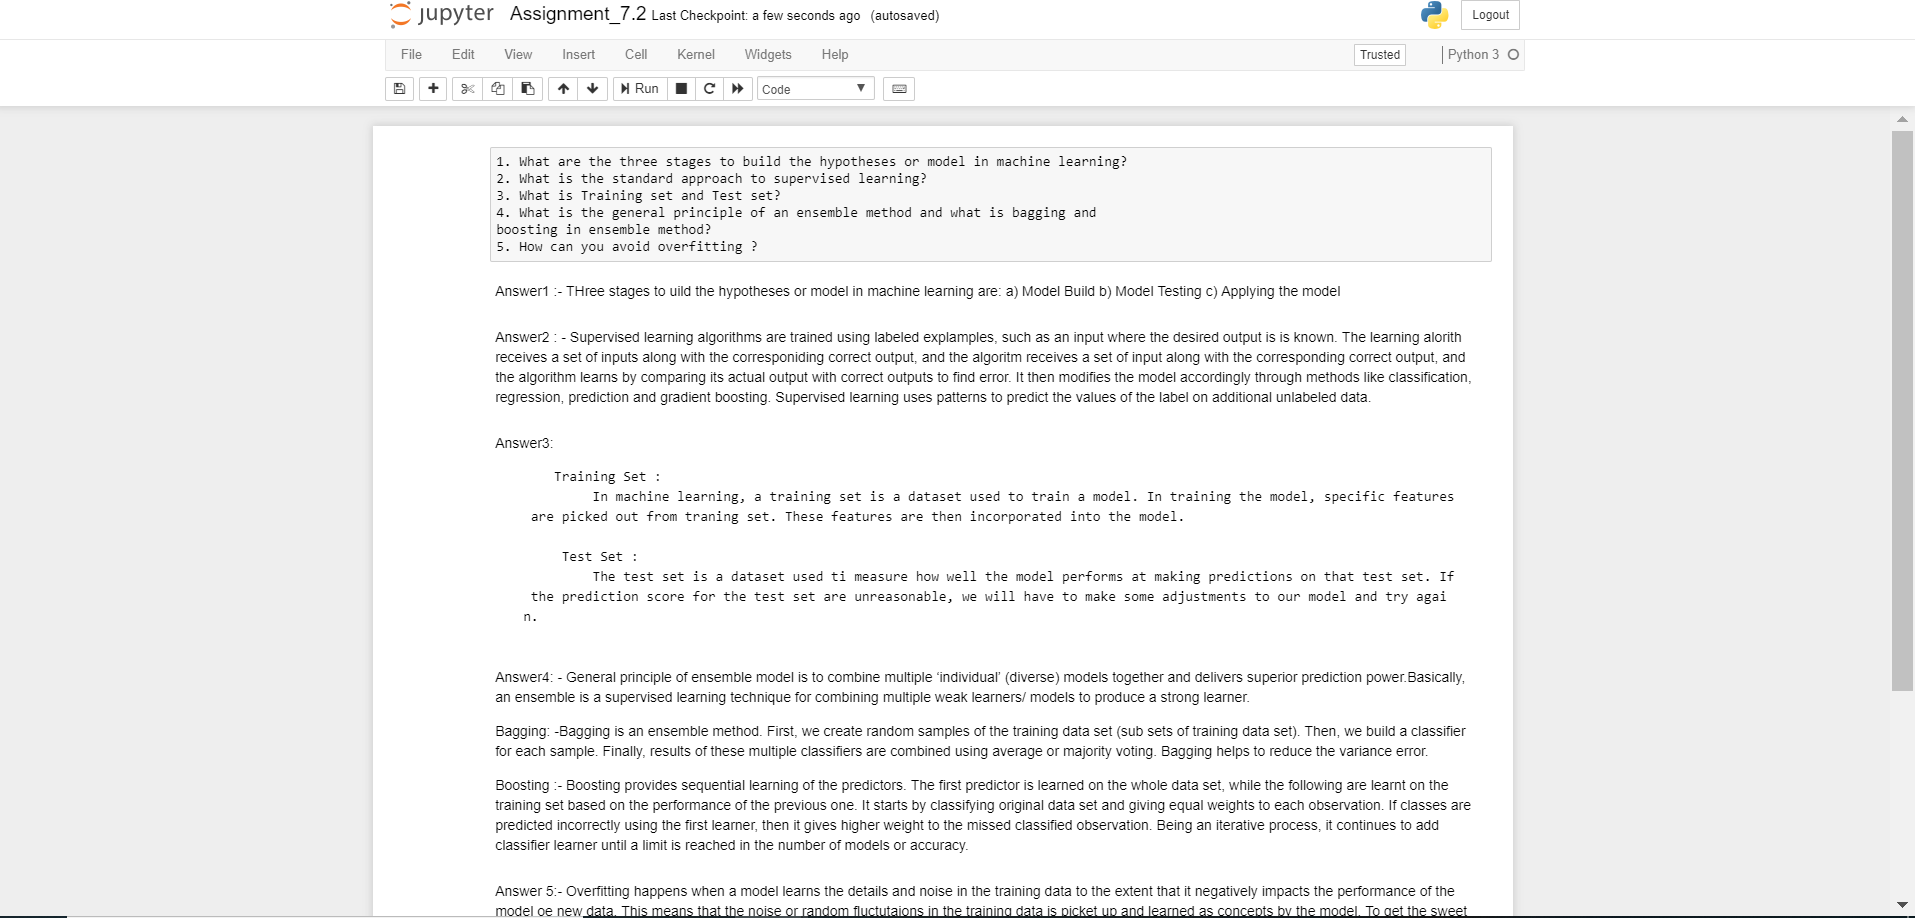 jupyter Assignment_7.2 Last Checkpoint: a few seconds ago (autosaved) Logout
File Edit View Insert Cell Kernel Widgets Help Trusted Python 3
Run Code
1. What are the three stages to build the hypotheses or model in machine learning?
2. What is the standard approach to supervised learning?
3. What is Training set and Test set?
4. What is the general principle of an ensemble method and what is bagging and
boosting in ensemble method?
5. How can you avoid overfitting ?
Answer1 :- THree stages to uild the hypotheses or model in machine learning are: a) Model Build b) Model Testing c) Applying the model
Answer2 : - Supervised learning algorithms are trained using labeled explamples, such as an input where the desired output is is known. The learning alorith
receives a set of inputs along with the corresponiding correct output, and the algoritm receives a set of input along with the corresponding correct output, and
the algorithm learns by comparing its actual output with correct outputs to find error. It then modifies the model accordingly through methods like classification,
regression, prediction and gradient boosting. Supervised learning uses patterns to predict the values of the label on additional unlabeled data.
Answer3:
Training Set :
In machine learning, a training set is a dataset used to train a model. In training the model, specific features
are picked out from traning set. These features are then incorporated into the model.
Test Set :
The test set is a dataset used ti measure how well the model performs at making predictions on that test set. If
the prediction score for the test set are unreasonable, we will have to make some adjustments to our model and try agai
n.
Answer4: - General principle of ensemble model is to combine multiple ‘individual’ (diverse) models together and delivers superior prediction power.Basically,
an ensemble is a supervised learning technique for combining multiple weak learners/ models to produce a strong learner.
Bagging: -Bagging is an ensemble method. First, we create random samples of the training data set (sub sets of training data set). Then, we build a classifier
for each sample. Finally, results of these multiple classifiers are combined using average or majority voting. Bagging helps to reduce the variance error.
Boosting :- Boosting provides sequential learning of the predictors. The first predictor is learned on the whole data set, while the following are learnt on the
training set based on the performance of the previous one. It starts by classifying original data set and giving equal weights to each observation. If classes are
predicted incorrectly using the first learner, then it gives higher weight to the missed classified observation. Being an iterative process, it continues to add
classifier learner until a limit is reached in the number of models or accuracy.
Answer 5:- Overfitting happens when a model learns the details and noise in the training data to the extent that it negatively impacts the performance of the
model oe new data. This means that the noise or random fluctutaions in the training data is picket up and learned as concepts by the model. To get the sweet